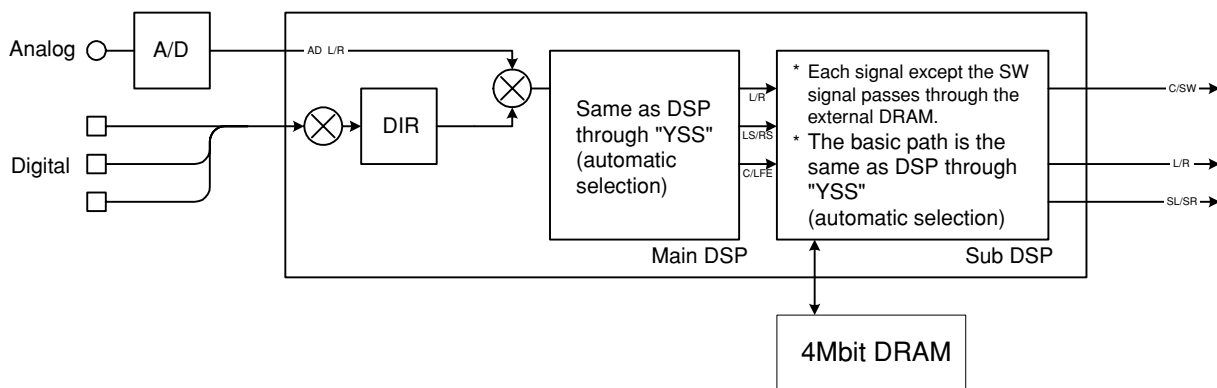 Analog
A/D
AD L/R
DIR
Digital
Same as DSP
through "YSS"
(automatic
selection)
Main DSP
L/R
LS/RS
C/LFE
* Each signal except the SW
signal passes through the
external DRAM.
* The basic path is the
same as DSP through
"YSS"
(automatic selection)
Sub DSP
C/SW
L/R
SL/SR
4Mbit DRAM